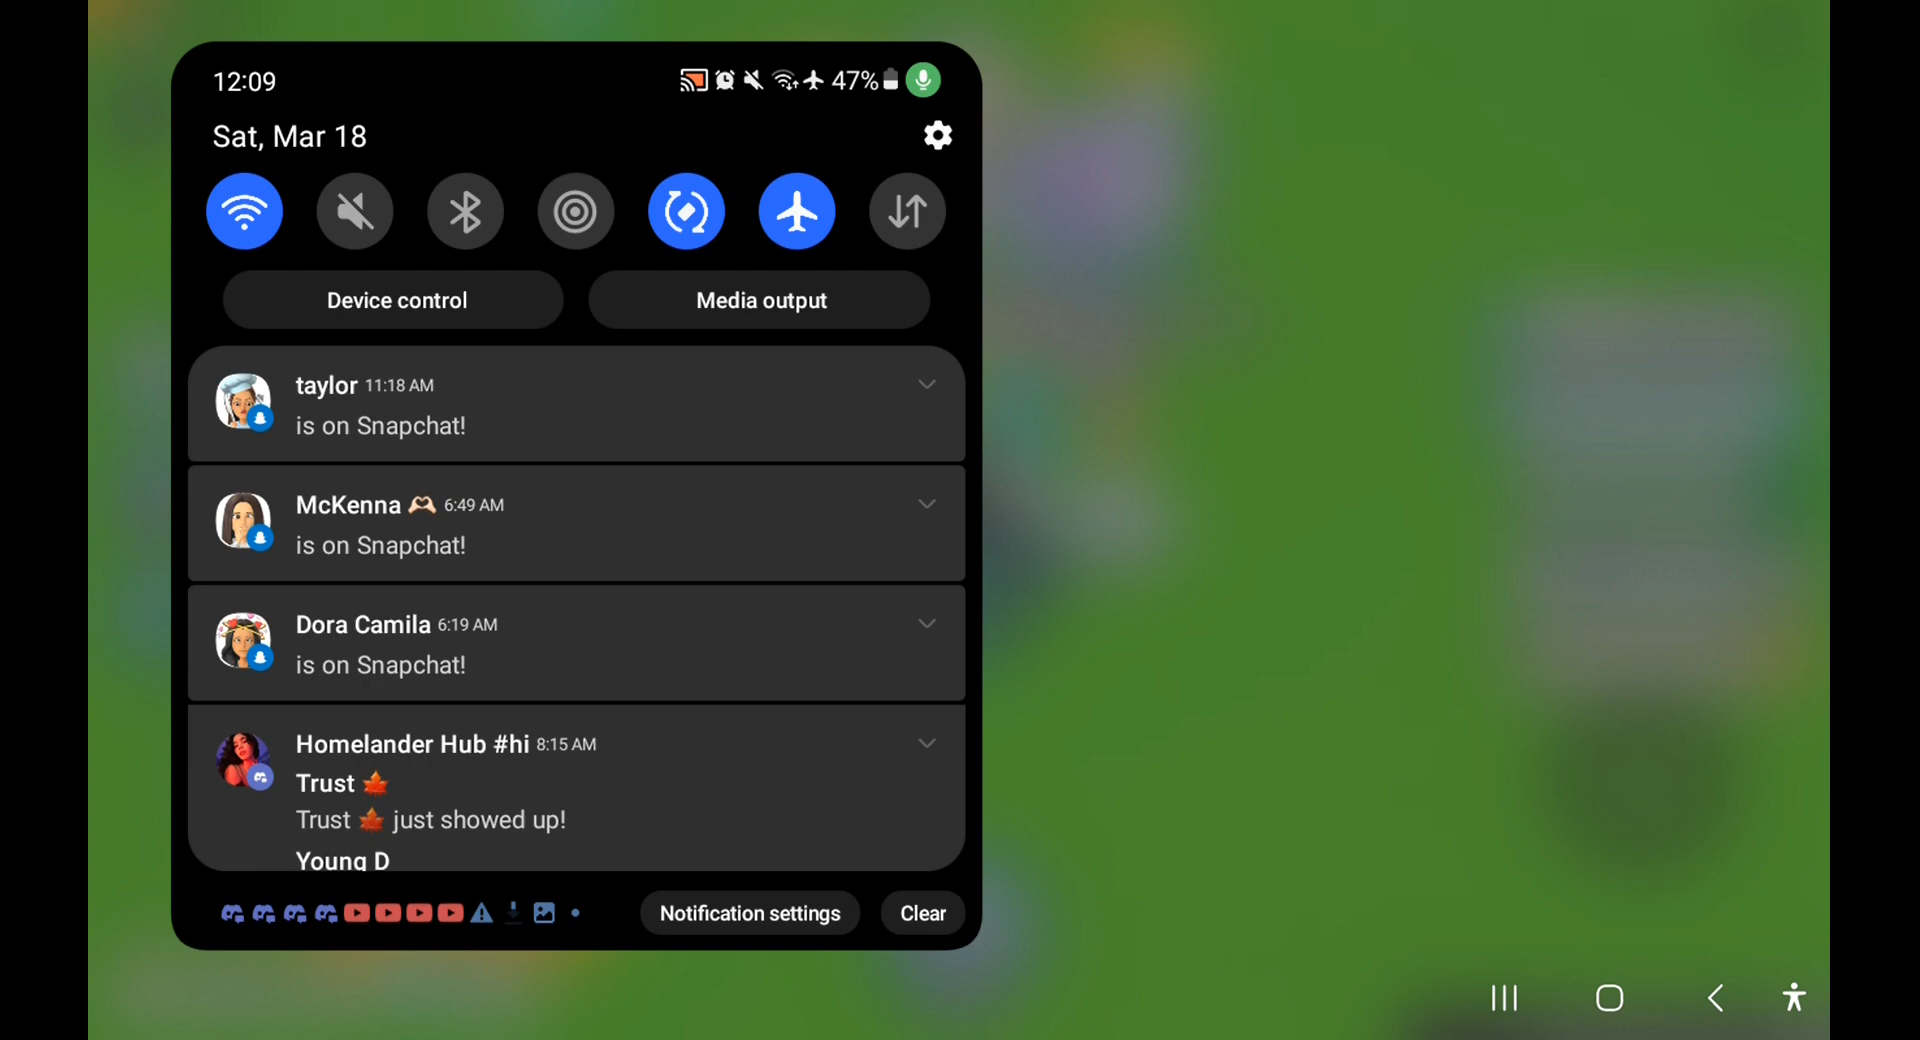 12:09
47%
Sat, Mar 18
Device control
Media output
taylor 11:18 AM
is on Snapchat!
McKenna 🫶🏻 6:49 AM
is on Snapchat!
Dora Camila 6:19 AM
is on Snapchat!
Homelander Hub #hi 8:15 AM
Trust 🍁
Trust 🍁 just showed up!
Young D
Notification settings
Clear